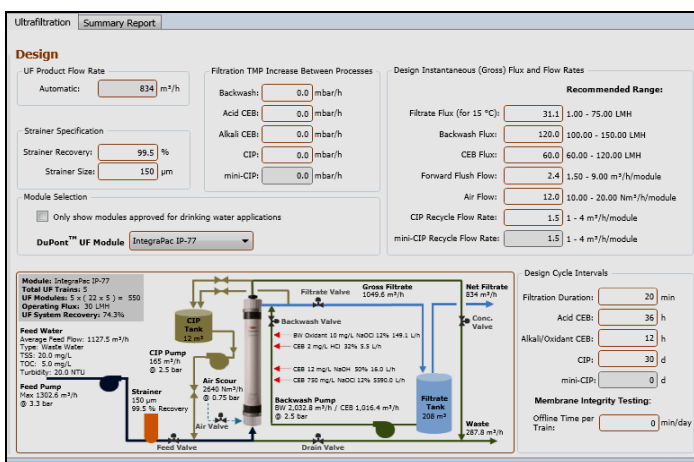 Ultrafiltration Summary Report
Design
UF Product Flow Rate
Automatic: 834 m³/h
Strainer Specification
Strainer Recovery: 99.5 %
Strainer Size: 150 µm
Filtration TMP Increase Between Processes
Backwash: 0.0 mbar/h
Acid CEB: 0.0 mbar/h
Alkali CEB: 0.0 mbar/h
CIP: 0.0 mbar/h
mini-CIP: 0.0 mbar/h
Design Instantaneous (Gross) Flux and Flow Rates
Recommended Range:
Filtrate Flux (for 15 °C): 31.1 1.00 - 75.00 LMH
Backwash Flux: 120.0 100.00 - 150.00 LMH
CEB Flux: 60.0 60.00 - 120.00 LMH
Forward Flush Flow: 2.4 1.50 - 9.00 m³/h/module
Air Flow: 12.0 10.00 - 20.00 Nm³/h/module
CIP Recycle Flow Rate: 1.5 1 - 4 m³/h/module
mini-CIP Recycle Flow Rate: 1.5 1 - 4 m³/h/module
Module Selection
Only show modules approved for drinking water applications
DuPont™ UF Module IntegraPac IP-77
Module: IntegraPac IP-77
Total UF Trains: 5
UF Modules: 5 x ( 22 x 5 ) = 550
Operating Flux: 30 LMH
UF System Recovery: 74.3%
Feed Water
Average Feed Flow: 1127.5 m³/h
Type: Waste Water
TSS: 20.0 mg/L
TOC: 5.0 mg/L
Turbidity: 20.0 NTU
Feed Pump
Max 1302.6 m³/h
@ 3.3 bar
Strainer
150 µm
99.5 % Recovery
CIP
Tank
12 m³
CIP Pump
165 m³/h
@ 2.5 bar
Air Scour
2640 Nm³/h
@ 0.75 bar
Air Valve
Feed Valve
Filtrate Valve
Gross Filtrate
1049.6 m³/h
Net Filtrate
834 m³/h
Backwash Valve
Conc.
Valve
BW Oxidant 10 mg/L NaOCl 12% 149.1 L/h
CEB 2 mg/L HCl 32% 5.5 L/h
CEB 12 mg/L NaOH 50% 16.0 L/h
CEB 750 mg/L NaOCl 12% 5590.0 L/h
Backwash Pump
BW 2,032.8 m³/h / CEB 1,016.4 m³/h
@ 2.5 bar
Filtrate
Tank
208 m³
Waste
287.8 m³/h
Drain Valve
Design Cycle Intervals
Filtration Duration: 20 min
Acid CEB: 36 h
Alkali/Oxidant CEB: 12 h
CIP: 30 d
mini-CIP: 0 d
Membrane Integrity Testing:
Offline Time per
Train: 0 min/day